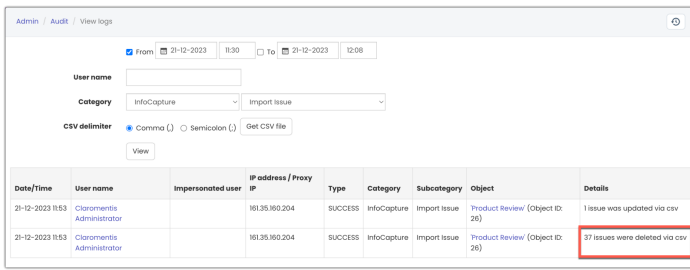 Admin / Audit / View logs
From 21-12-2023 11:30 To 21-12-2023 12:08
User name
Category InfoCapture Import Issue
CSV delimiter Comma (,) Semicolon (;) Get CSV file
View
Date/Time User name Impersonated user IP address / Proxy IP Type Category Subcategory Object Details
21-12-2023 11:53 Claromentis Administrator 161.35.160.204 SUCCESS InfoCapture Import Issue 'Product Review' (Object ID: 26) 1 issue was updated via csv
21-12-2023 11:53 Claromentis Administrator 161.35.160.204 SUCCESS InfoCapture Import Issue 'Product Review' (Object ID: 26) 37 issues were deleted via csv